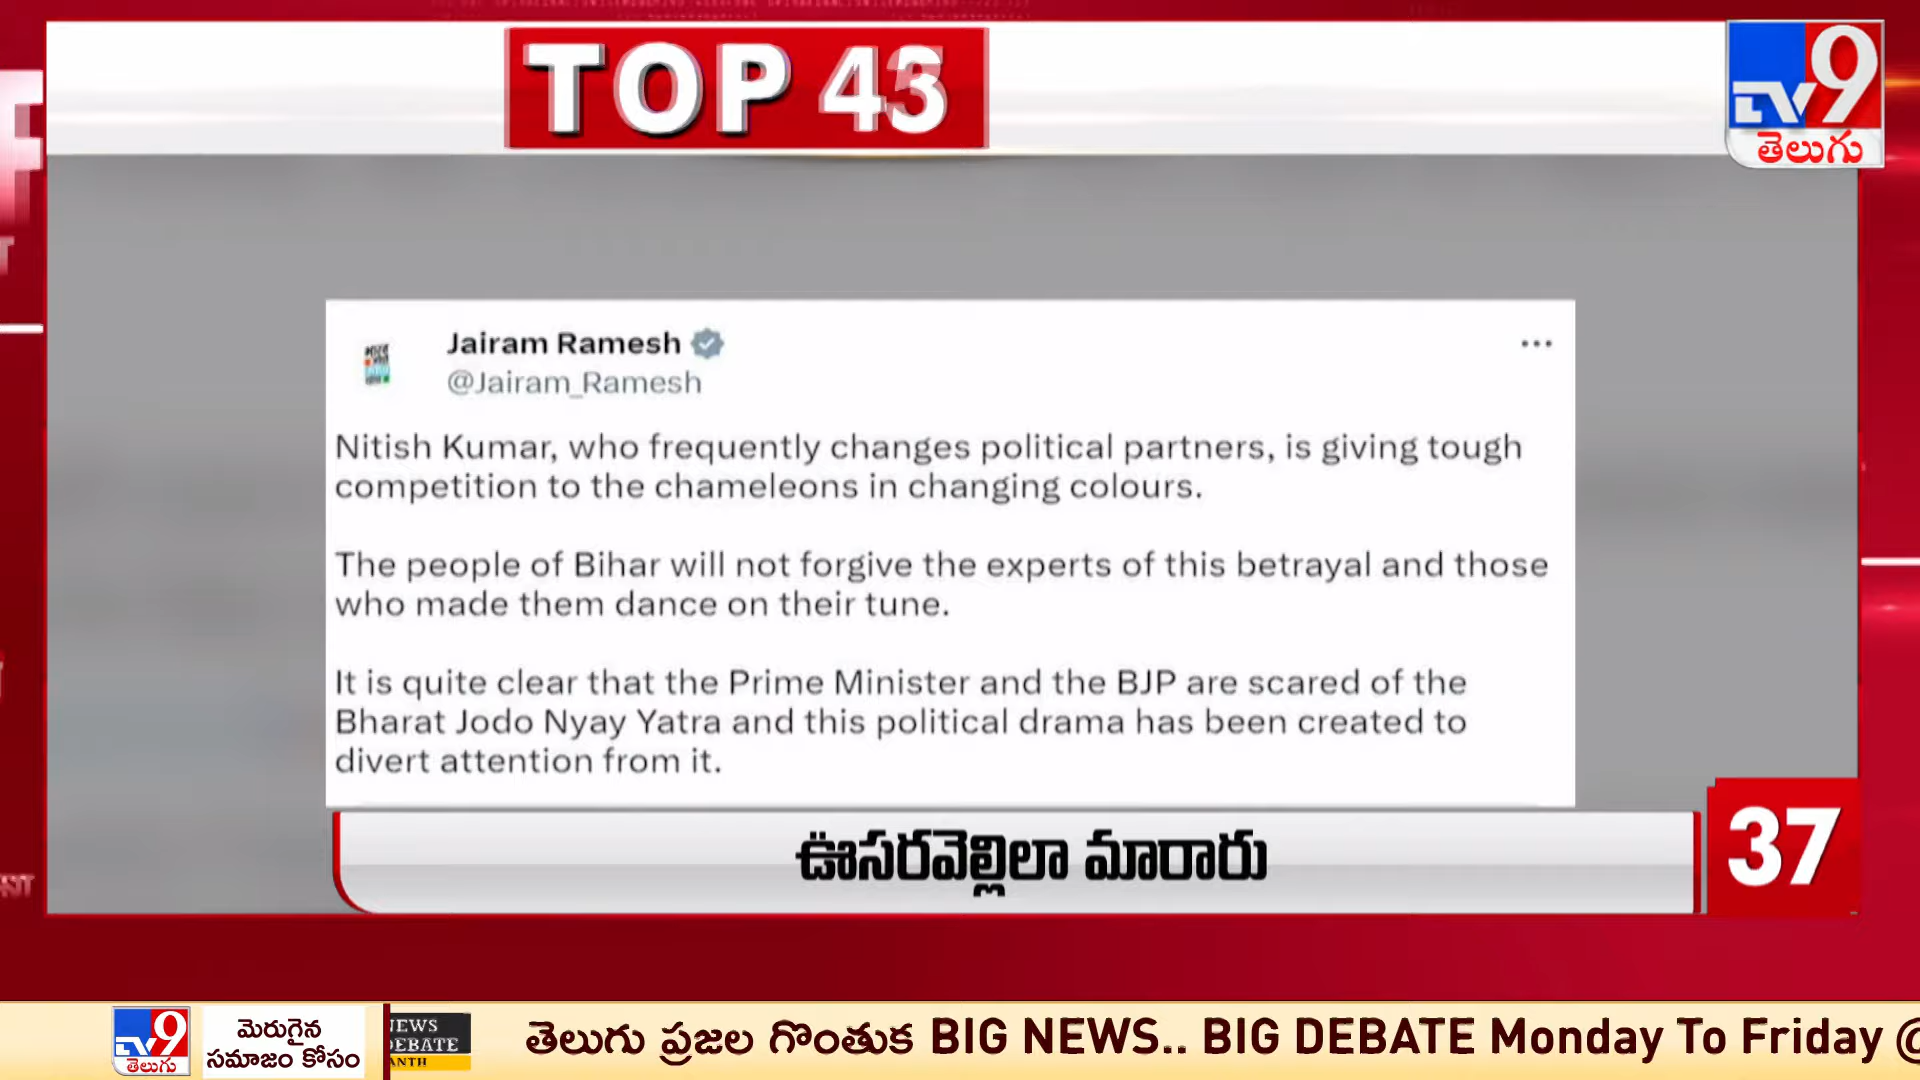 TOP 43
TV9
తెలుగు
Jairam Ramesh
@Jairam_Ramesh
Nitish Kumar, who frequently changes political partners, is giving tough
competition to the chameleons in changing colours.
The people of Bihar will not forgive the experts of this betrayal and those
who made them dance on their tune.
It is quite clear that the Prime Minister and the BJP are scared of the
Bharat Jodo Nyay Yatra and this political drama has been created to
divert attention from it.
ఊసరవెల్లిలా మారారు
37
TV9
తెలుగు
మెరుగైన
సమాజం కోసం
NEWS
DEBATE
తెలుగు ప్రజల గొంతుక BIG NEWS.. BIG DEBATE Monday To Friday @